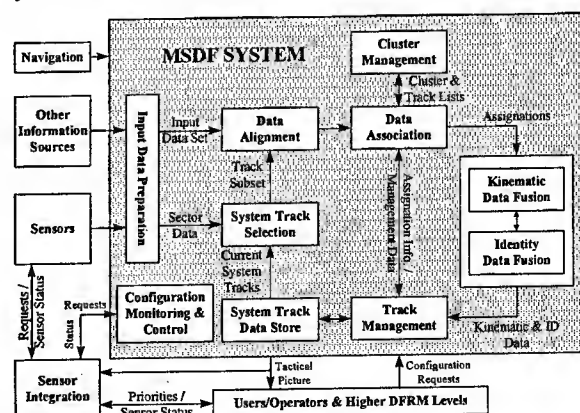 MSDF SYSTEM
Navigation
Other
Information
Sources
Sensors
Input Data Preparation
Input
Data Set
Data
Alignment
Track
Subset
Sector
Data
System Track
Selection
Current
System
Tracks
System Track
Data Store
Cluster
Management
Cluster &
Track Lists
Data
Association
Assignations
Assignation Info /
Management Data
Kinematic
Data Fusion
Identity
Data Fusion
Kinematic & ID
Data
Track
Management
Configuration
Monitoring &
Control
Requests
Status
Requests /
Sensor Status
Sensor
Integration
Tactical
Picture
Configuration
Requests
Priorities /
Sensor Status
Users/Operators & Higher DFRM Levels